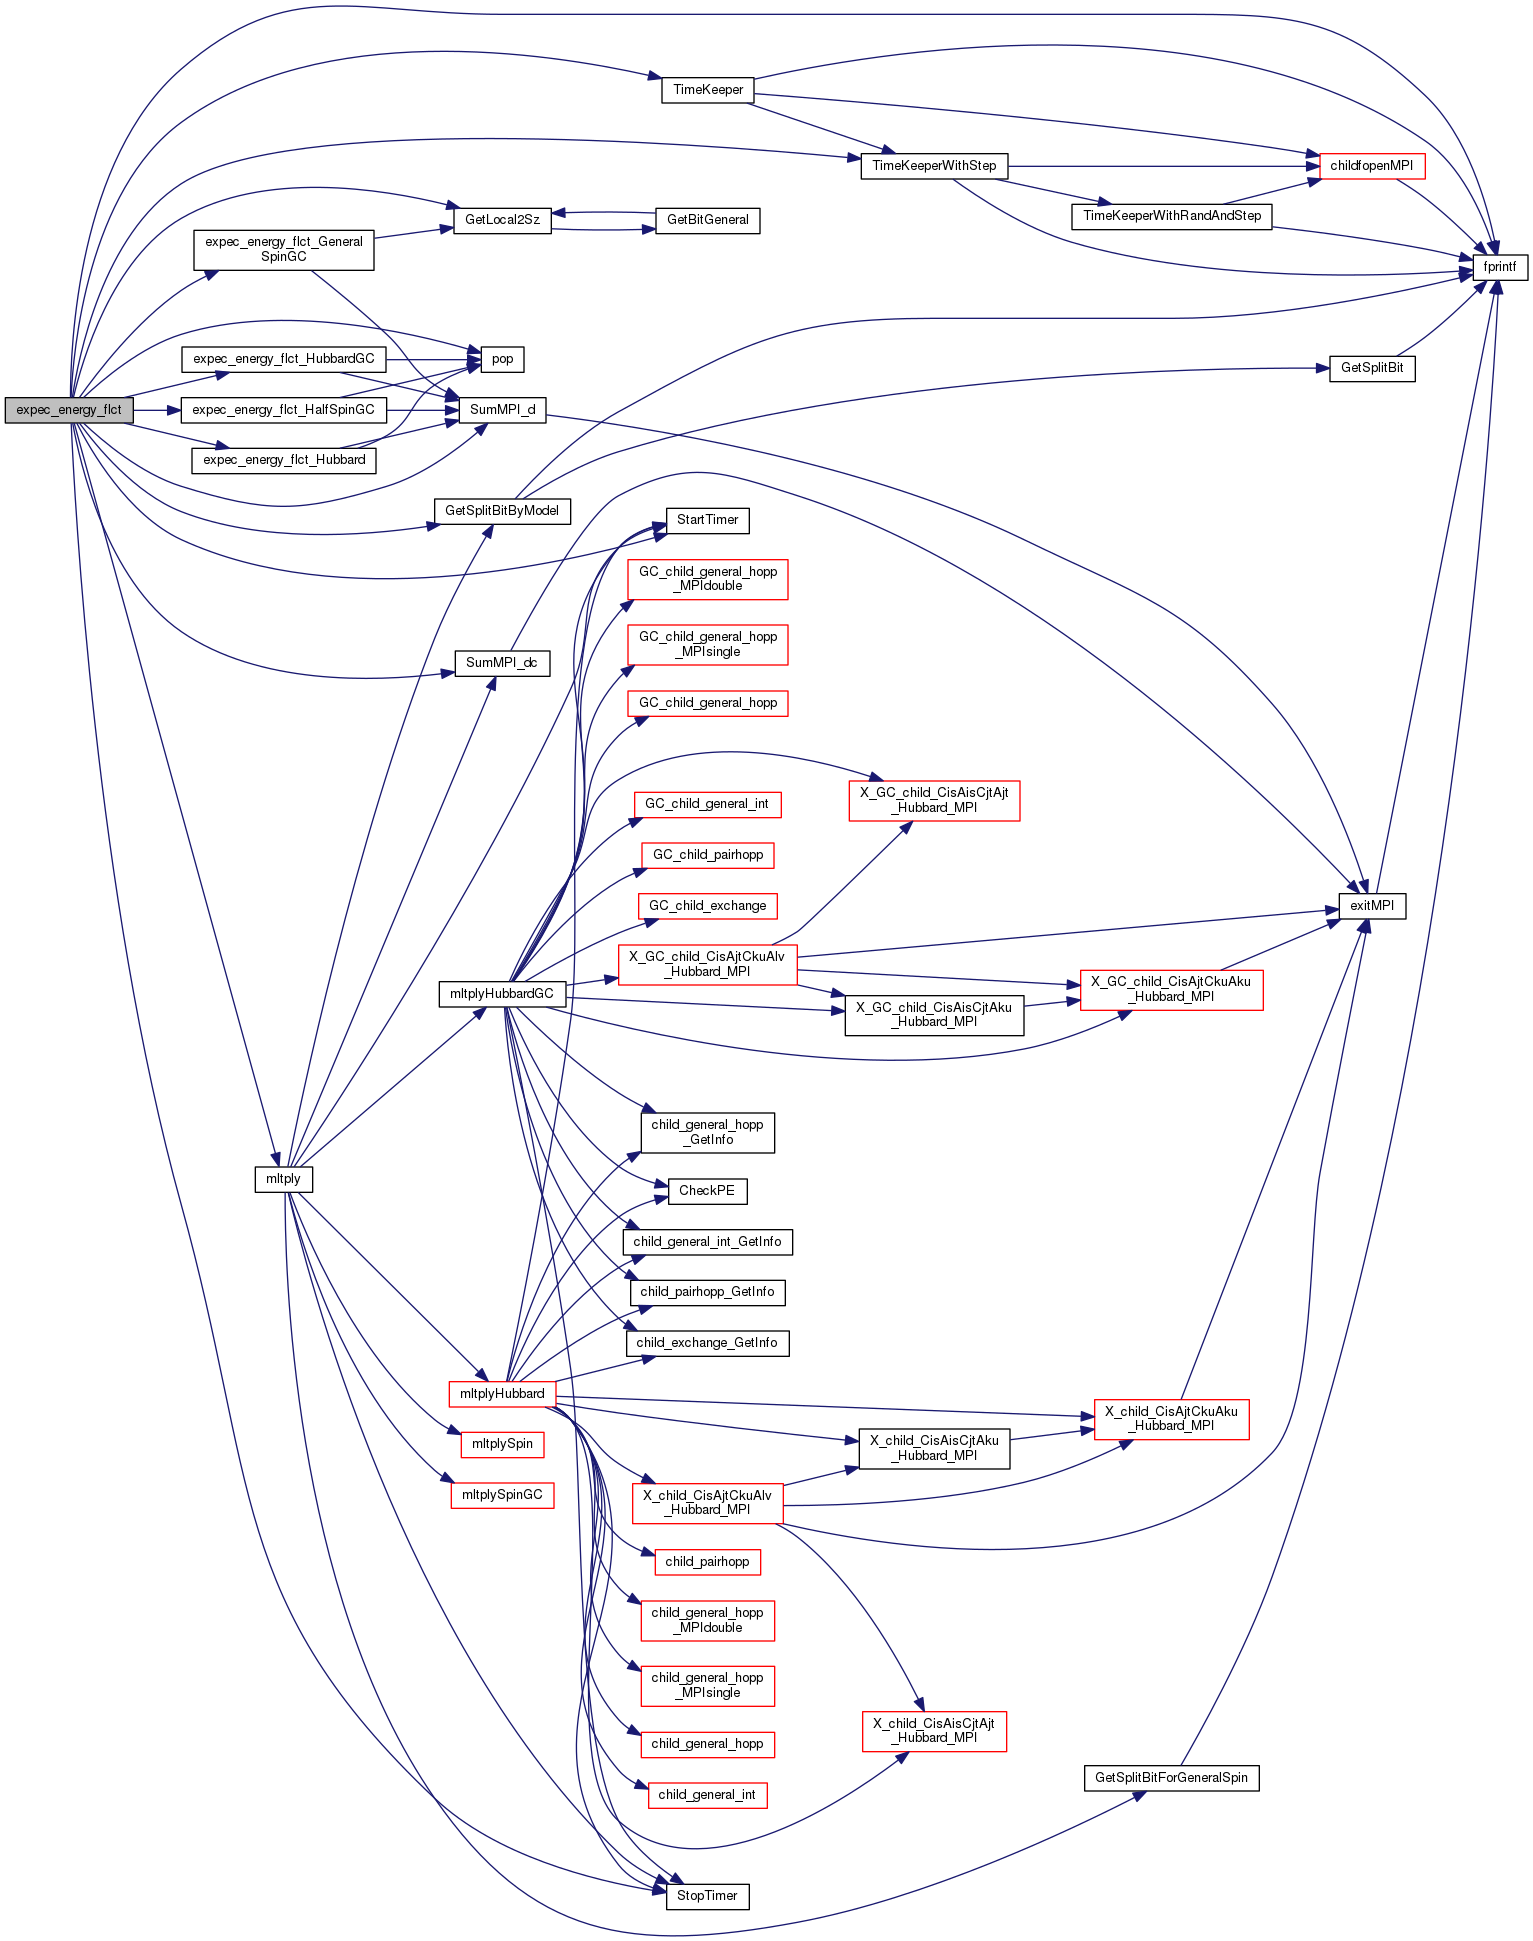 TimeKeeper
TimeKeeperWithStep
childfopenMPI
TimeKeeperWithRandAndStep
GetLocal2Sz
GetBitGeneral
expec_energy_flct_General
SpinGC
fprintf
expec_energy_flct_HubbardGC
pop
GetSplitBit
expec_energy_flct
expec_energy_flct_HalfSpinGC
SumMPI_d
expec_energy_flct_Hubbard
GetSplitBitByModel
StartTimer
GC_child_general_hopp
_MPIdouble
GC_child_general_hopp
_MPIsingle
SumMPI_dc
GC_child_general_hopp
X_GC_child_CisAisCjtAjt
_Hubbard_MPI
GC_child_general_int
GC_child_pairhopp
GC_child_exchange
exitMPI
X_GC_child_CisAjtCkuAlv
_Hubbard_MPI
mltplyHubbardGC
X_GC_child_CisAjtCkuAku
_Hubbard_MPI
X_GC_child_CisAisCjtAku
_Hubbard_MPI
child_general_hopp
_GetInfo
mltply
CheckPE
child_general_int_GetInfo
child_pairhopp_GetInfo
child_exchange_GetInfo
mltplyHubbard
X_child_CisAjtCkuAku
_Hubbard_MPI
mltplySpin
X_child_CisAisCjtAku
_Hubbard_MPI
mltplySpinGC
X_child_CisAjtCkuAlv
_Hubbard_MPI
child_pairhopp
child_general_hopp
_MPIdouble
child_general_hopp
_MPIsingle
child_general_hopp
X_child_CisAisCjtAjt
_Hubbard_MPI
GetSplitBitForGeneralSpin
child_general_int
StopTimer